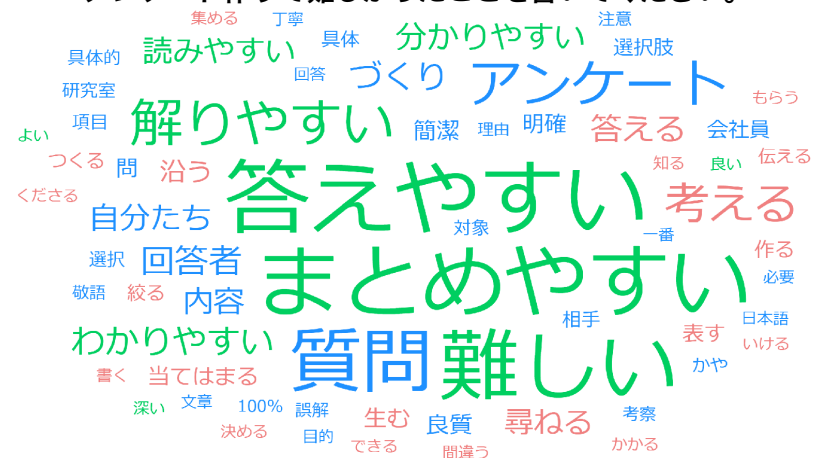 集める 丁寧 注意
具体 分かりやすい 選択肢
具体的 読みやすい
回答 づくり アンケート
研究室 もらう
項目 解りやすい 簡潔 理由 明確 答える 会社員
よい
つくる 問 沿う 知る 良い 伝える
くださる 答えやすい 考える
自分たち 対象 一番
選択 回答者 作る
敬語 絞る 内容 まとめやすい 必要
相手 日本語
わかりやすい 質問 難しい 表す いける
書く 当てはまる かや
深い 文章 100% 誤解 生む 良質 尋ねる 考察
決める 目的 できる 間違う かかる